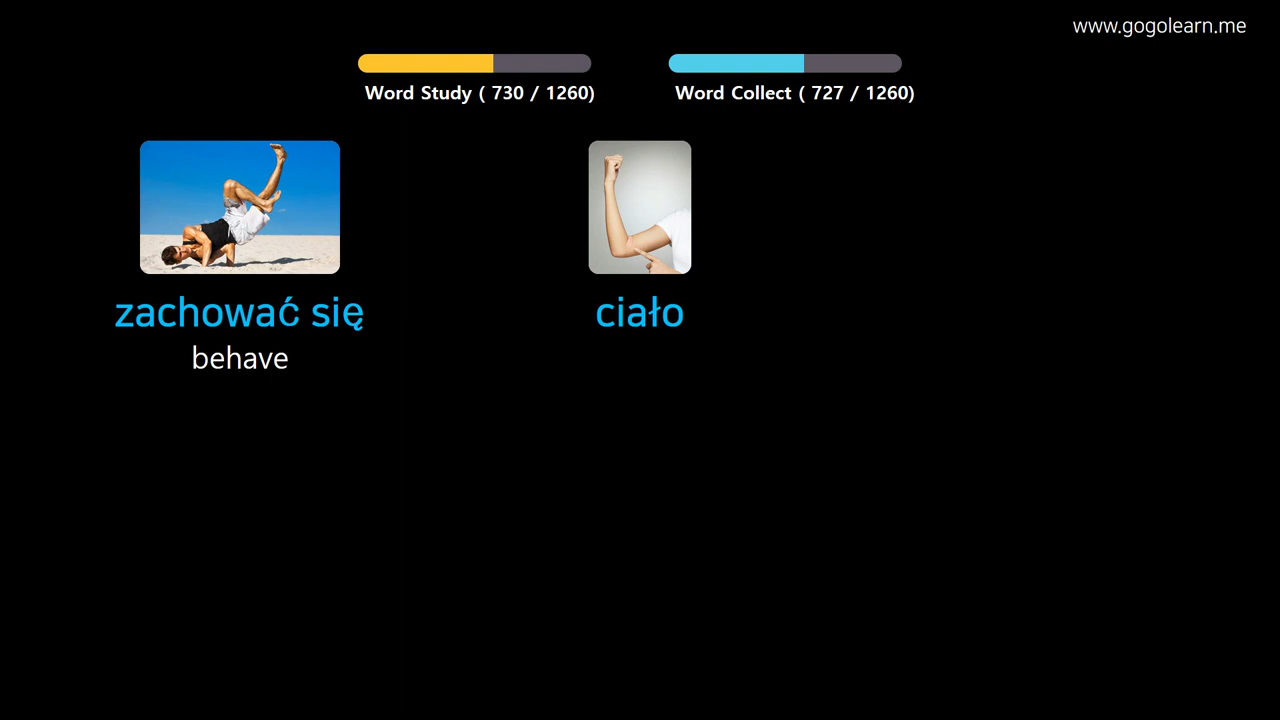 www.gogolearn.me
Word Study ( 730 / 1260)
Word Collect ( 727 / 1260)
zachować się
ciało
behave